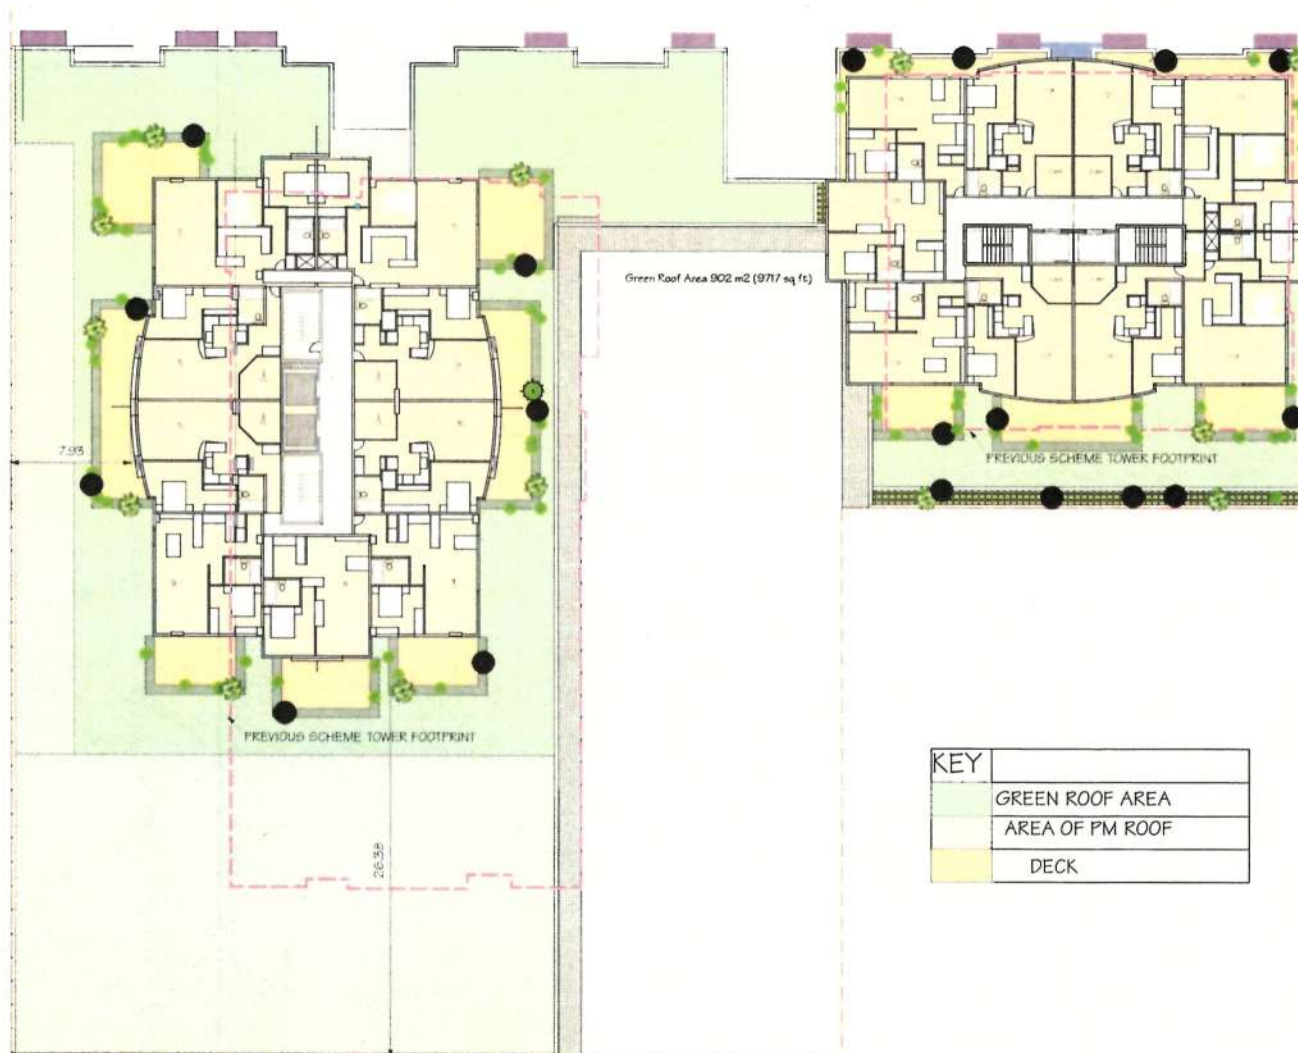 Green Roof Area 902 m2 (9717 sq ft)
7.93
PREVIOUS SCHEME TOWER FOOTPRINT
PREVIOUS SCHEME TOWER FOOTPRINT
26.38
KEY
GREEN ROOF AREA
AREA OF PM ROOF
DECK